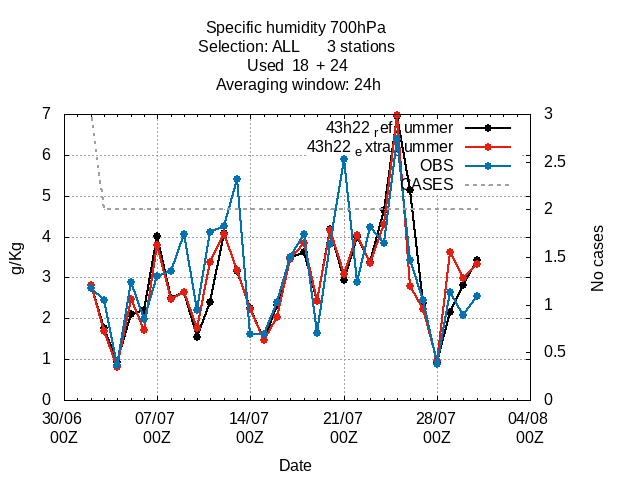 Specific humidity 700hPa
Selection: ALL 3 stations
Used 18 + 24
Averaging window: 24h
7 3
43h22 ref ummer
6
43h22 extra ummer
2.5
OBS
5
CASES
2
4
1.5
3
1
2
0.5
1
0 0
g/Kg
No cases
30/06 07/07 14/07 21/07 28/07 04/08
00Z 00Z 00Z 00Z 00Z 00Z
Date